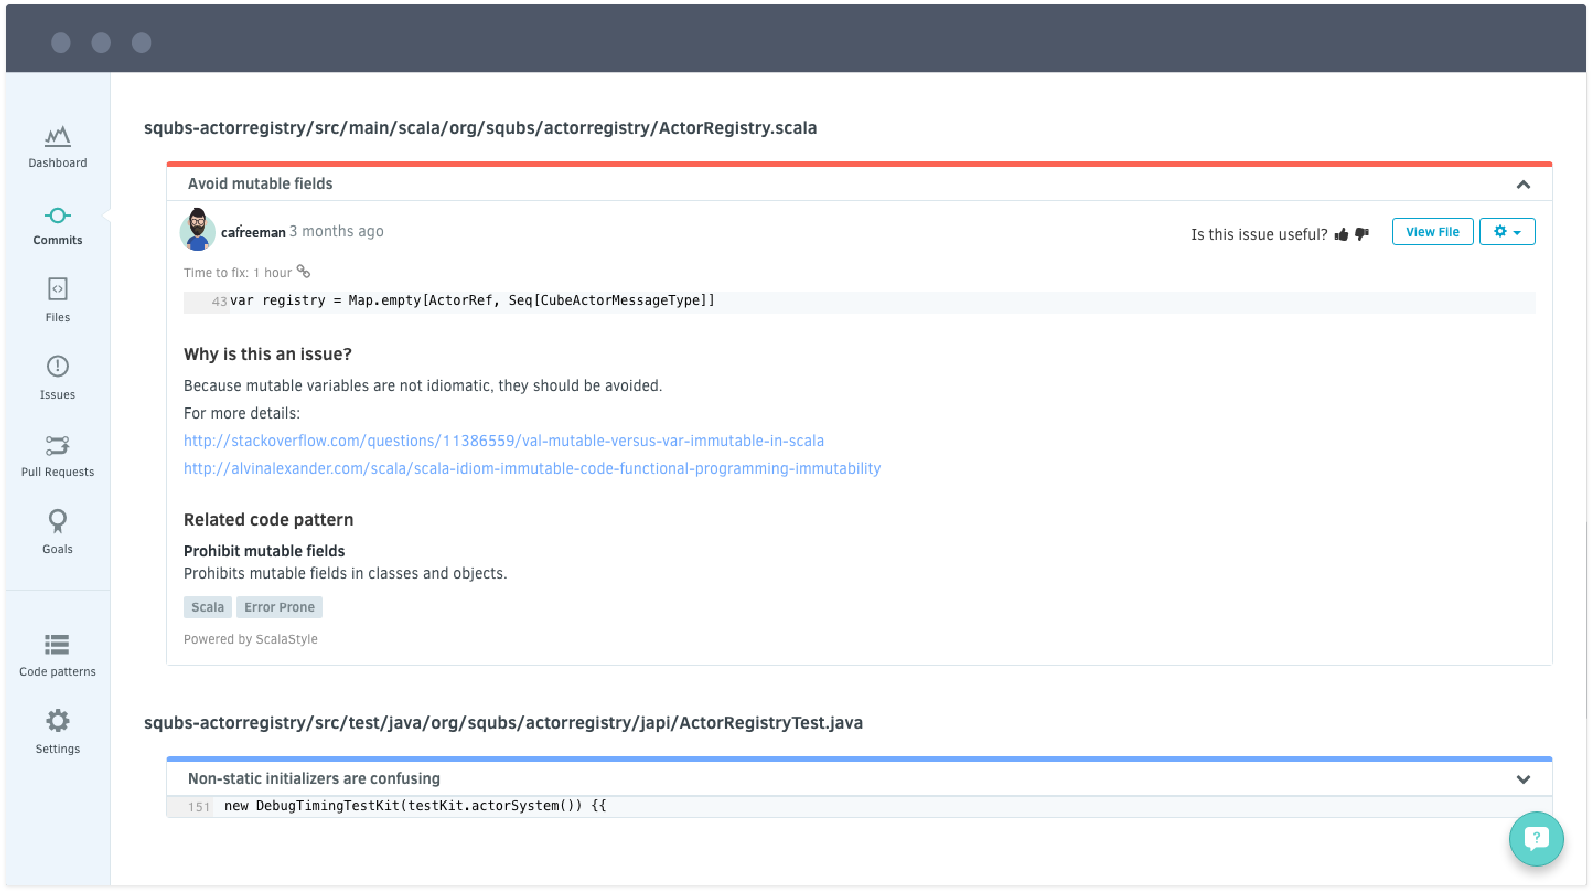 squbs-actorregistry/src/main/scala/org/squbs/actorregistry/ActorRegistry.scala
Dashboard
Commits
Files
Issues
Pull Requests
Goals
Code patterns
Settings
Avoid mutable fields
cafreeman 3 months ago
Is this issue useful?
View File
Time to fix: 1 hour
43 var registry = Map.empty[ActorRef, Seq[CubeActorMessageType]]
Why is this an issue?
Because mutable variables are not idiomatic, they should be avoided.
For more details:
http://stackoverflow.com/questions/11386559/val-mutable-versus-var-immutable-in-scala
http://alvinalexander.com/scala/scala-idiom-immutable-code-functional-programming-immutability
Related code pattern
Prohibit mutable fields
Prohibits mutable fields in classes and objects.
Scala Error Prone
Powered by ScalaStyle
squbs-actorregistry/src/test/java/org/squbs/actorregistry/japi/ActorRegistryTest.java
Non-static initializers are confusing
151 new DebugTimingTestKit(testKit.actorSystem()) {{
?